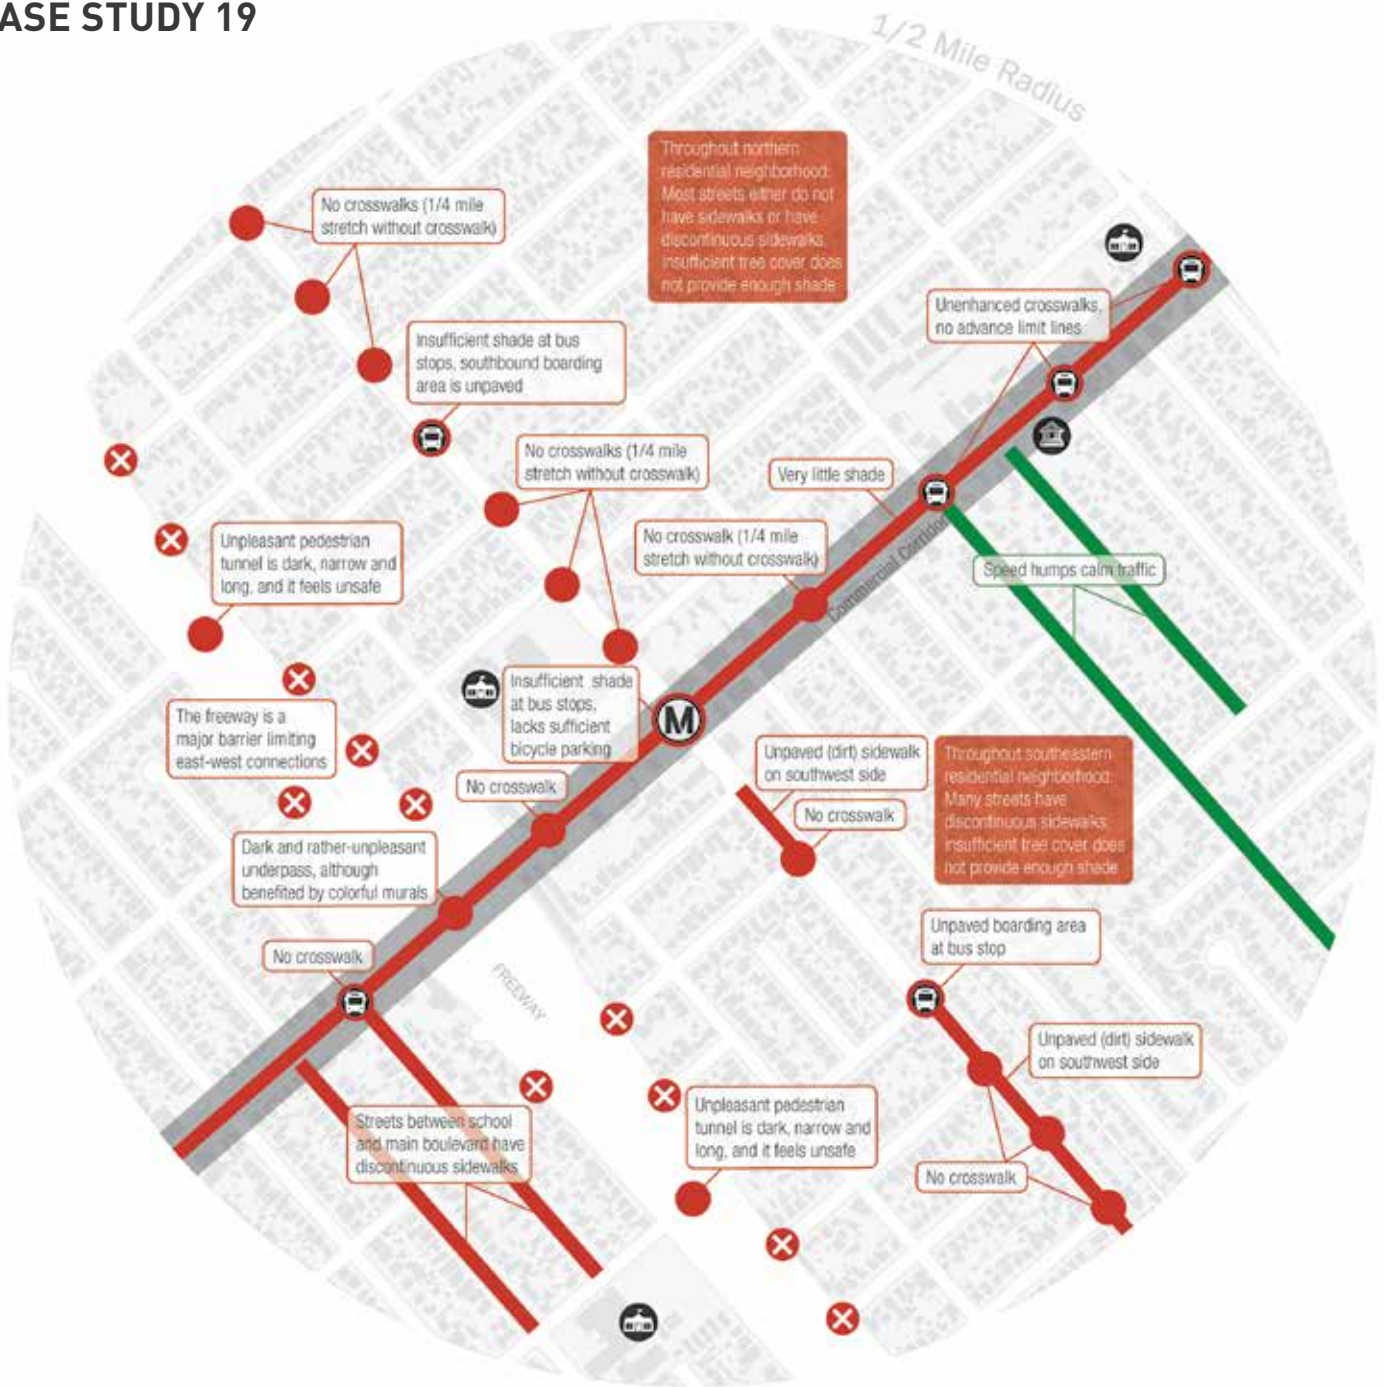 ASE STUDY 19
1/2 Mile Radius
Throughout northern
residential neighborhood:
Most streets either do not
have sidewalks or have
discontinuous sidewalks,
insufficient tree cover does
not provide enough shade
No crosswalks (1/4 mile
stretch without crosswalk)
Unenhanced crosswalks,
no advance limit lines
Insufficient shade at bus
stops, southbound boarding
area is unpaved
No crosswalks (1/4 mile
stretch without crosswalk)
Very little shade
No crosswalk (1/4 mile
stretch without crosswalk)
Commercial Corridor
Speed humps calm traffic
Unpleasant pedestrian
tunnel is dark, narrow and
long, and it feels unsafe
Insufficient shade
at bus stops,
lacks sufficient
bicycle parking
M
The freeway is a
major barrier limiting
east-west connections
Unpaved (dirt) sidewalk
on southwest side
No crosswalk
Throughout southeastern
residential neighborhood:
Many streets have
discontinuous sidewalks,
insufficient tree cover does
not provide enough shade
No crosswalk
Dark and rather-unpleasant
underpass, although
benefited by colorful murals
No crosswalk
FREEWAY
Unpaved boarding area
at bus stop
Unpaved (dirt) sidewalk
on southwest side
Streets between school
and main boulevard have
discontinuous sidewalks
Unpleasant pedestrian
tunnel is dark, narrow and
long, and it feels unsafe
No crosswalk